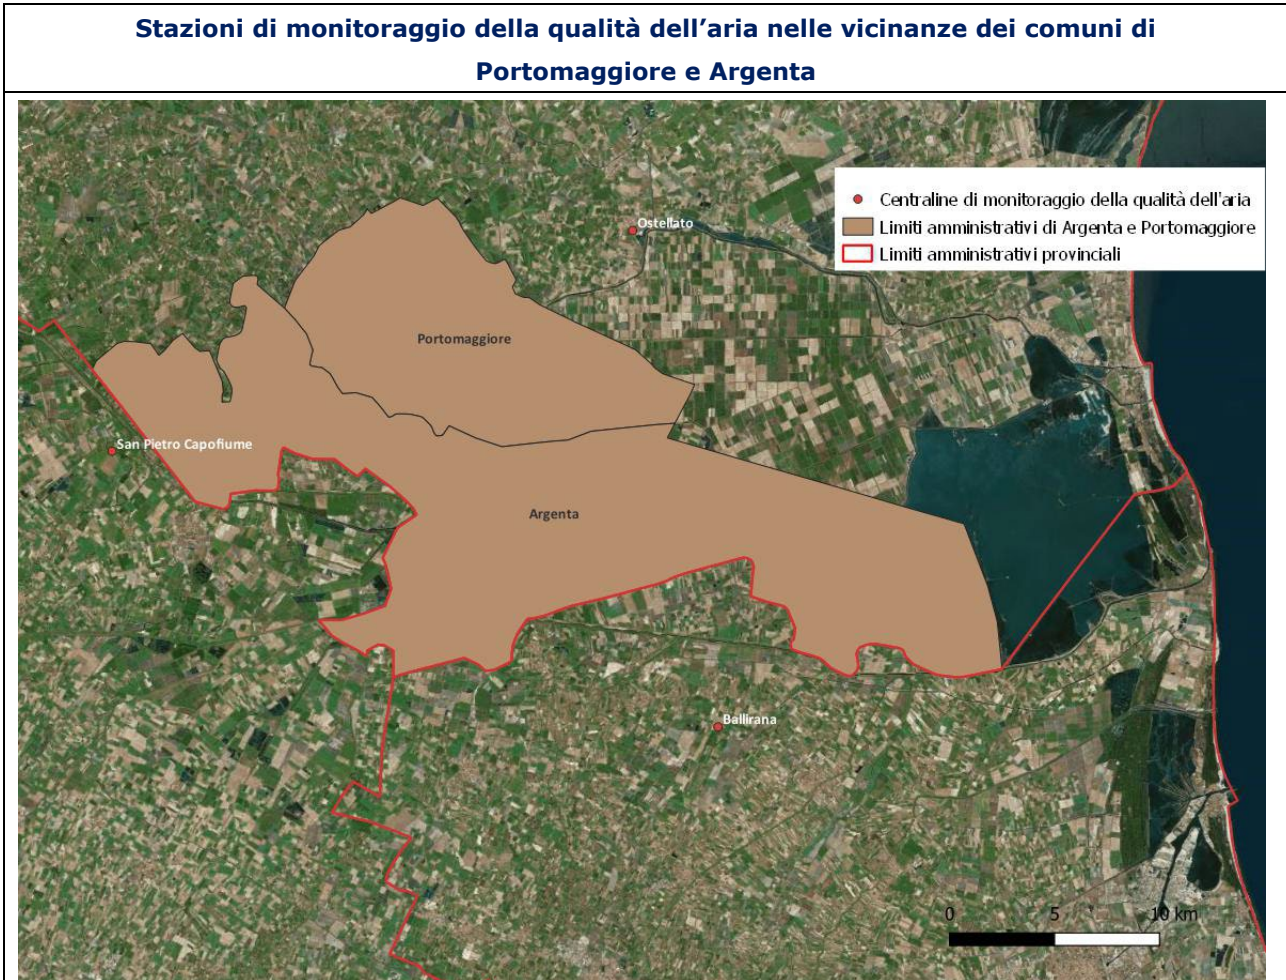 Stazioni di monitoraggio della qualità dell’aria nelle vicinanze dei comuni di
Portomaggiore e Argenta
Centraline di monitoraggio della qualità dell'aria
Limiti amministrativi di Argenta e Portomaggiore
Limiti amministrativi provinciali
Ostellato
Portomaggiore
San Pietro Capofiume
Argenta
Ballirana
0 5 10 km